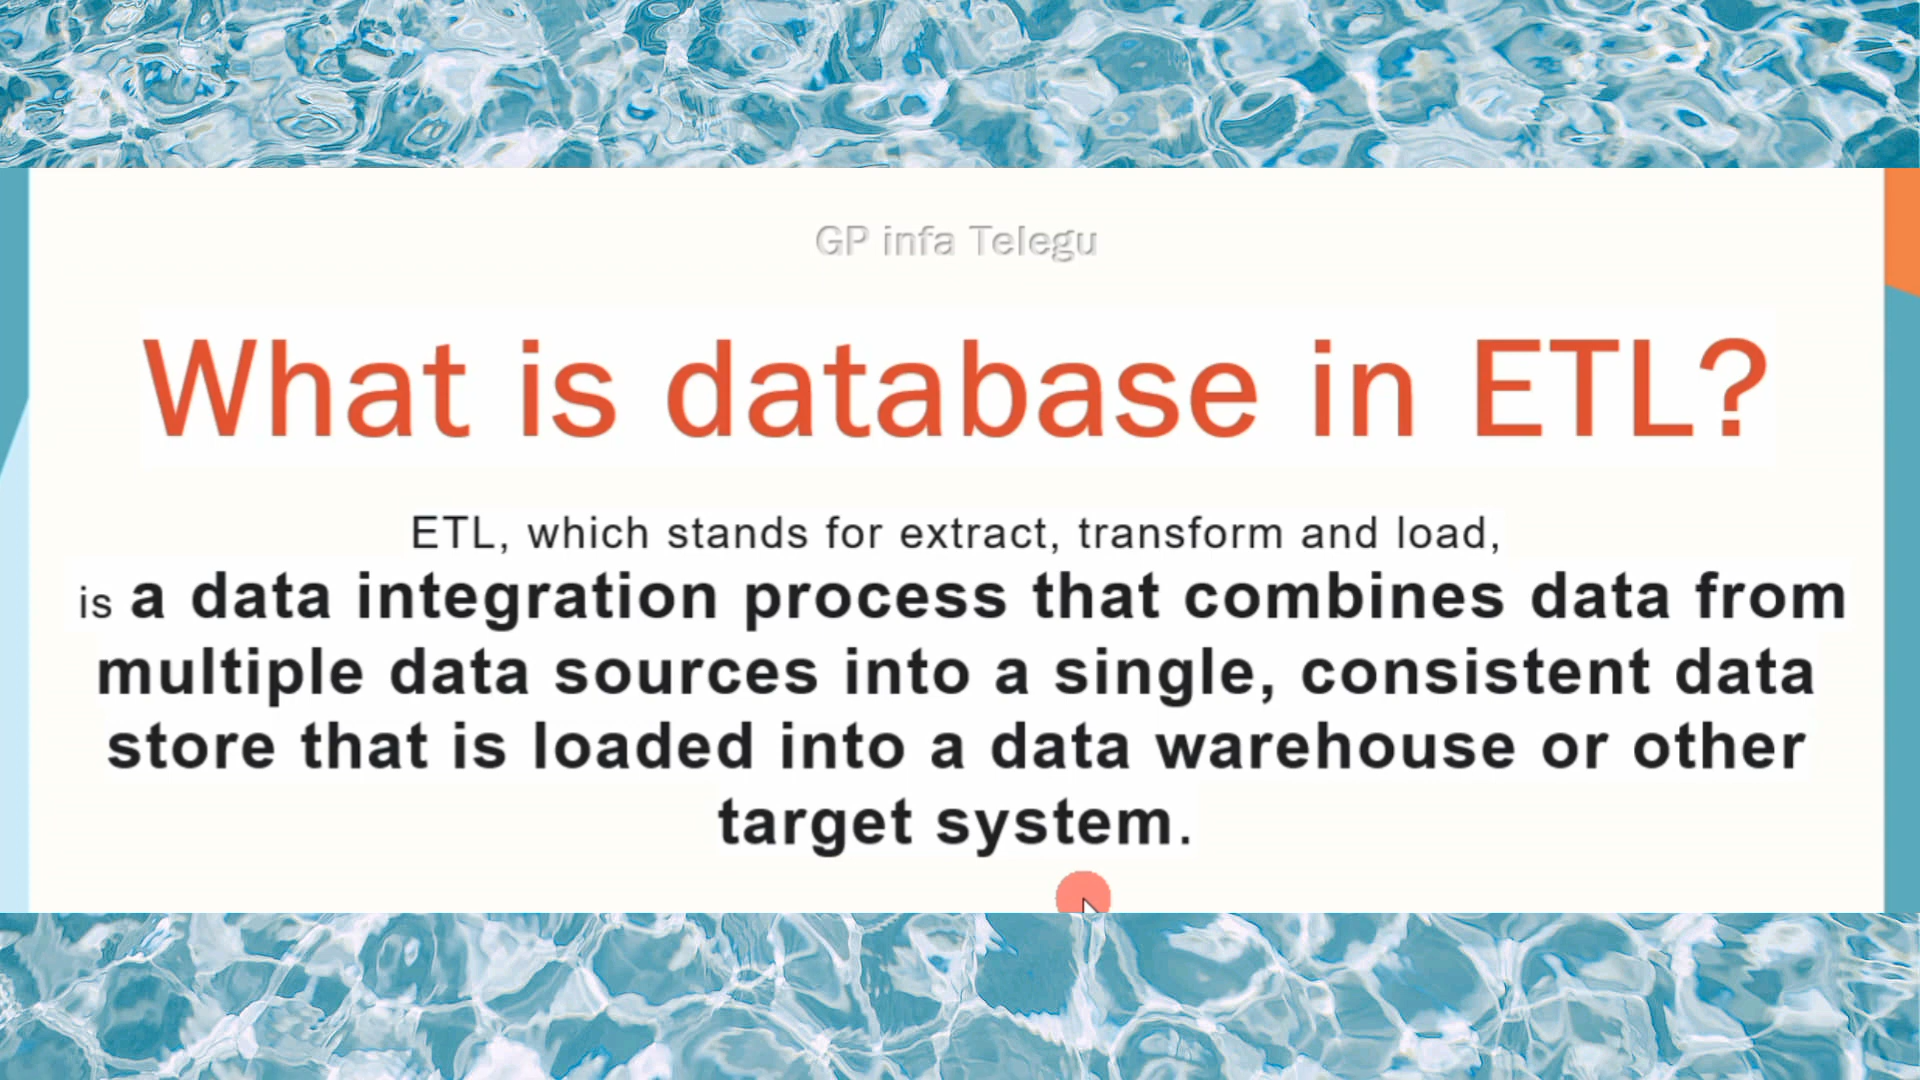 GP infa Telegu
What is database in ETL?
ETL, which stands for extract, transform and load,
is a data integration process that combines data from
multiple data sources into a single, consistent data
store that is loaded into a data warehouse or other
target system.